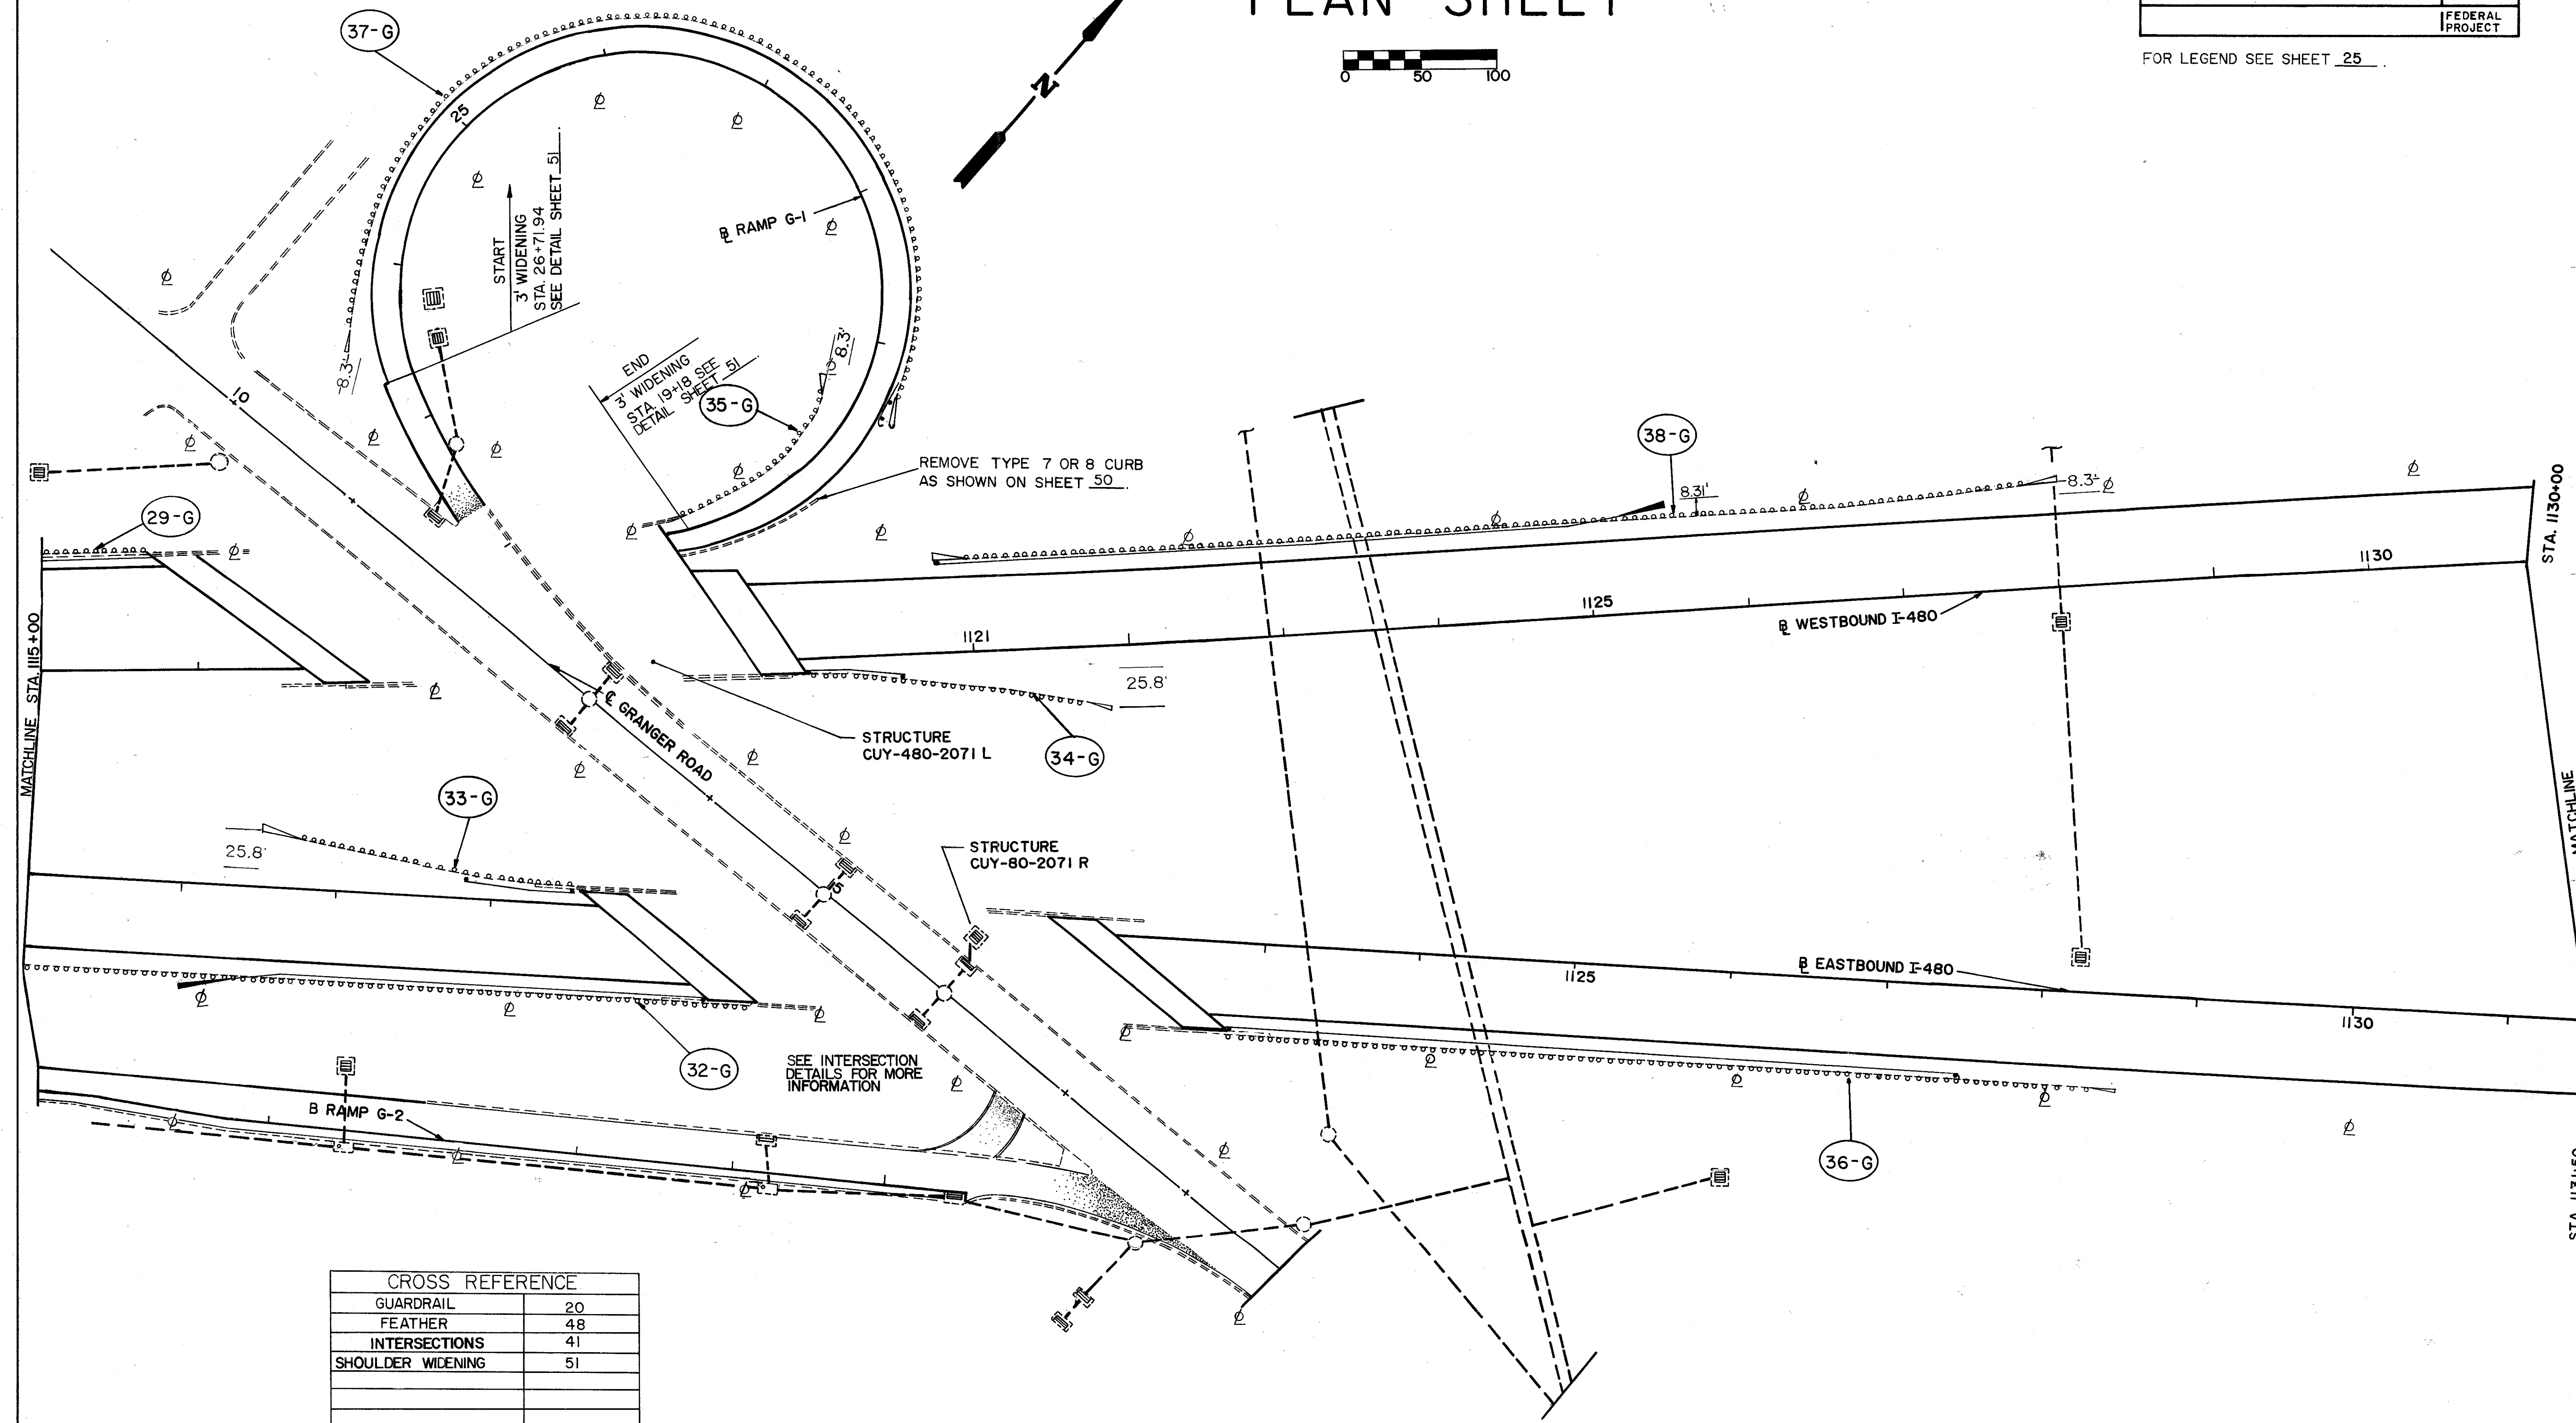 PLAN SHEET
FEDERAL
PROJECT
FOR LEGEND SEE SHEET 25.
0 50 100
N
37-G
25
START
3' WIDENING
STA. 26+71.94
SEE DETAIL SHEET 51.
℄ RAMP G-1
END
3' WIDENING
STA. 19+18 SEE
DETAIL SHEET 51.
35-G
8.3'
8.3'
10
REMOVE TYPE 7 OR 8 CURB
AS SHOWN ON SHEET 50.
38-G
8.31'
8.3'
STA. 1130+00
29-G
1130
1125
℄ WESTBOUND I-480
1121
MATCHLINE STA. 1115+00
25.8'
℄ GRANGER ROAD
STRUCTURE
CUY-480-2071 L
34-G
33-G
25.8'
MATCHLINE
STRUCTURE
CUY-80-2071 R
15
1125
℄ EASTBOUND I-480
1130
32-G
SEE INTERSECTION
DETAILS FOR MORE
INFORMATION
B RAMP G-2
36-G
STA. 1131+50
CROSS REFERENCE
GUARDRAIL 20
FEATHER 48
INTERSECTIONS 41
SHOULDER WIDENING 51